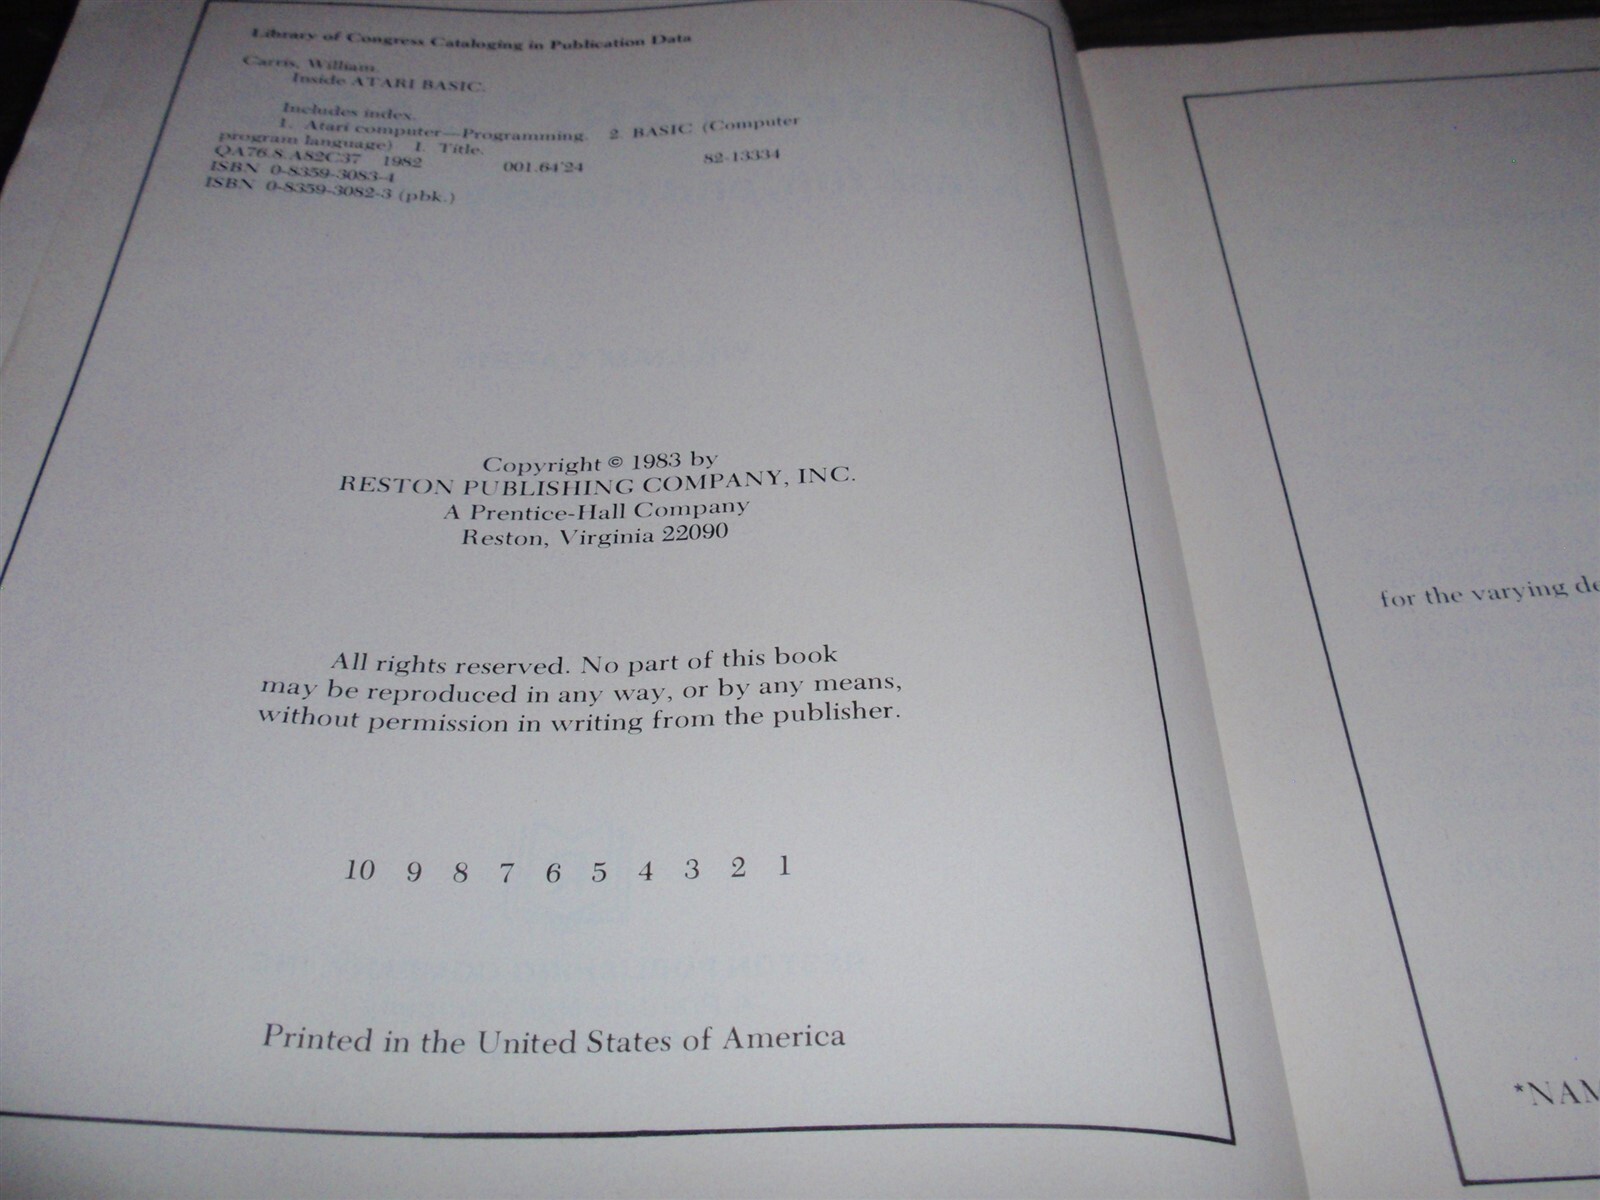 Library of Congress Cataloging in Publication Data
Carris, William.
Inside ATARI BASIC.
Includes index.
1. Atari computer—Programming. 2. BASIC (Computer
program language) I. Title.
QA76.8.A82C37 1982 001.64'24 82-13334
ISBN 0-8359-3083-4
ISBN 0-8359-3082-3 (pbk.)
Copyright © 1983 by
RESTON PUBLISHING COMPANY, INC.
A Prentice-Hall Company
Reston, Virginia 22090
All rights reserved. No part of this book
may be reproduced in any way, or by any means,
without permission in writing from the publisher.
10 9 8 7 6 5 4 3 2 1
Printed in the United States of America
for the varying de
*NAM